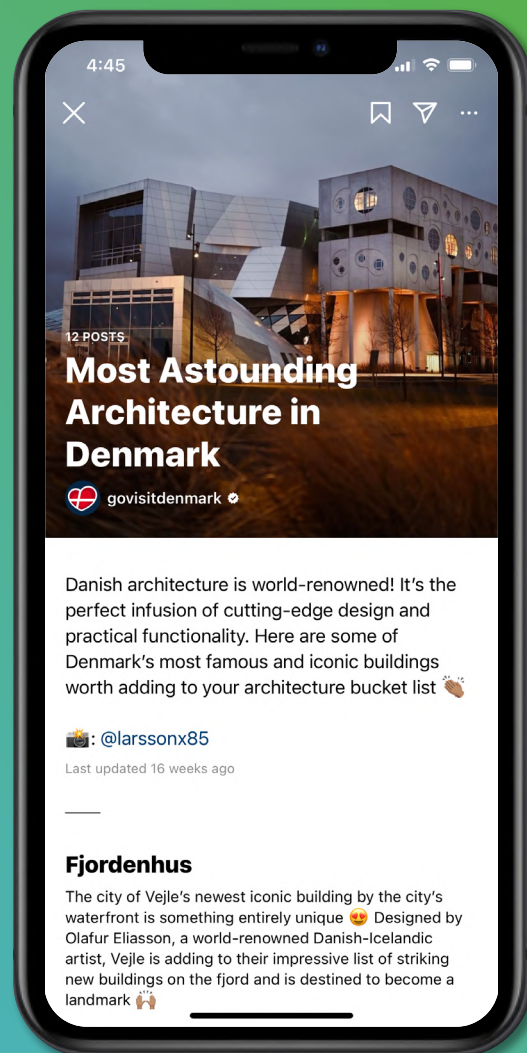 4:45
12 POSTS
Most Astounding
Architecture in
Denmark
govisitdenmark
Danish architecture is world-renowned! It’s the
perfect infusion of cutting-edge design and
practical functionality. Here are some of
Denmark’s most famous and iconic buildings
worth adding to your architecture bucket list 👏🏽
📸: @larssonx85
Last updated 16 weeks ago
Fjordenhus
The city of Vejle’s newest iconic building by the city’s
waterfront is something entirely unique 😍 Designed by
Olafur Eliasson, a world-renowned Danish-Icelandic
artist, Vejle is adding to their impressive list of striking
new buildings on the fjord and is destined to become a
landmark 🙌🏽